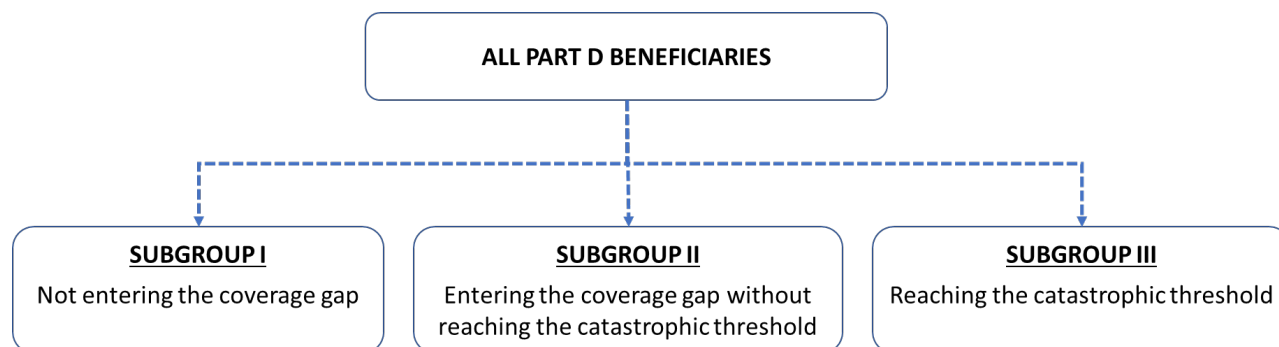 ALL PART D BENEFICIARIES
SUBGROUP I
Not entering the coverage gap
SUBGROUP II
Entering the coverage gap without
reaching the catastrophic threshold
SUBGROUP III
Reaching the catastrophic threshold